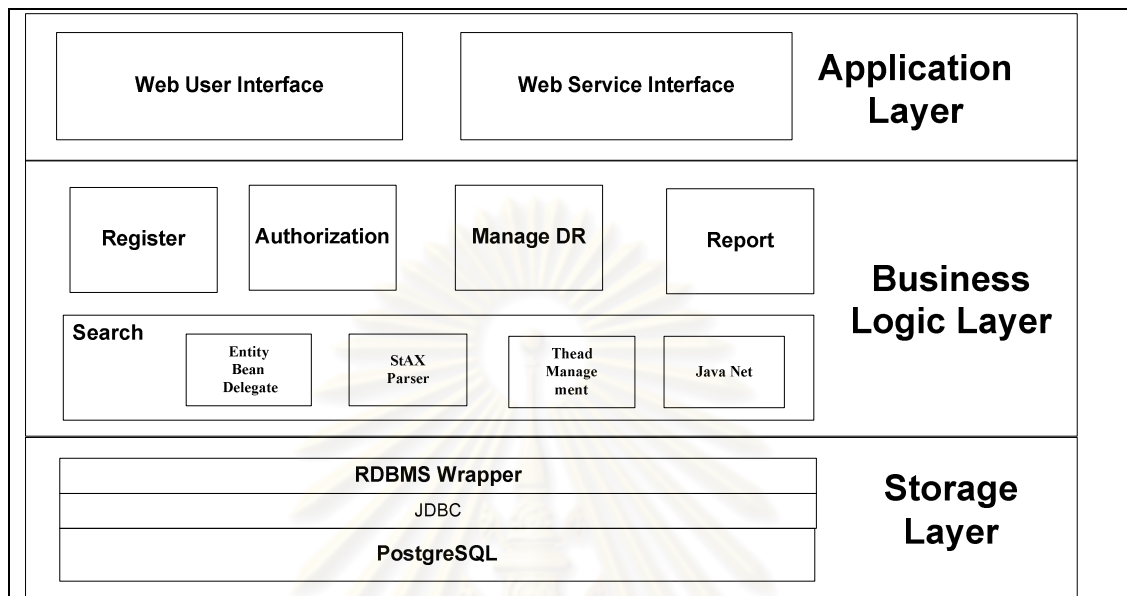 Web User Interface
Web Service Interface
Application
Layer
Register
Authorization
Manage DR
Report
Business
Logic Layer
Search
Entity
Bean
Delegate
StAX
Parser
Thead
Manage
ment
Java Net
RDBMS Wrapper
JDBC
PostgreSQL
Storage
Layer